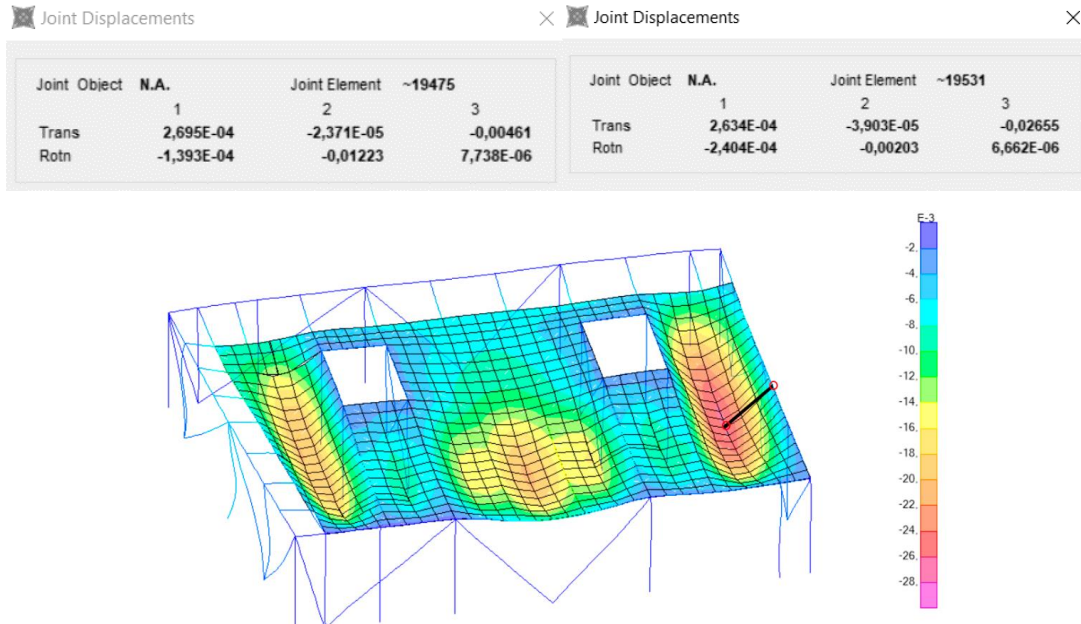 Joint Displacements
Joint Object N.A. Joint Element ~19475
1 2 3
Trans 2,695E-04 -2,371E-05 -0,00461
Rotn -1,393E-04 -0,01223 7,738E-06
Joint Displacements
Joint Object N.A. Joint Element ~19531
1 2 3
Trans 2,634E-04 -3,903E-05 -0,02655
Rotn -2,404E-04 -0,00203 6,662E-06
E-3
-2,
-4,
-6,
-8,
-10,
-12,
-14,
-16,
-18,
-20,
-22,
-24,
-26,
-28,